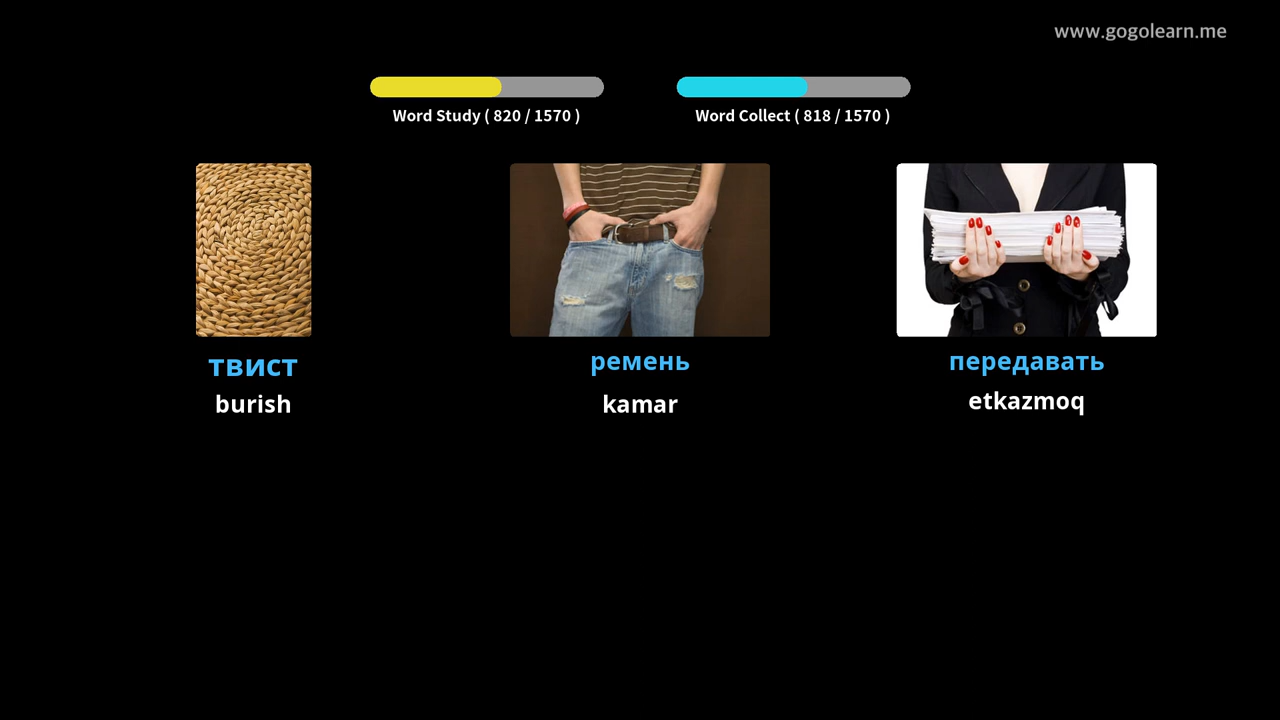 www.gogolearn.me
Word Study ( 820 / 1570 )
Word Collect ( 818 / 1570 )
твист
burish
ремень
kamar
передавать
etkazmoq